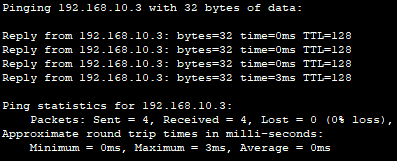 Pinging 192.168.10.3 with 32 bytes of data:
Reply from 192.168.10.3: bytes=32 time=0ms TTL=128
Reply from 192.168.10.3: bytes=32 time=0ms TTL=128
Reply from 192.168.10.3: bytes=32 time=0ms TTL=128
Reply from 192.168.10.3: bytes=32 time=3ms TTL=128
Ping statistics for 192.168.10.3:
Packets: Sent = 4, Received = 4, Lost = 0 (0% loss),
Approximate round trip times in milli-seconds:
Minimum = 0ms, Maximum = 3ms, Average = 0ms